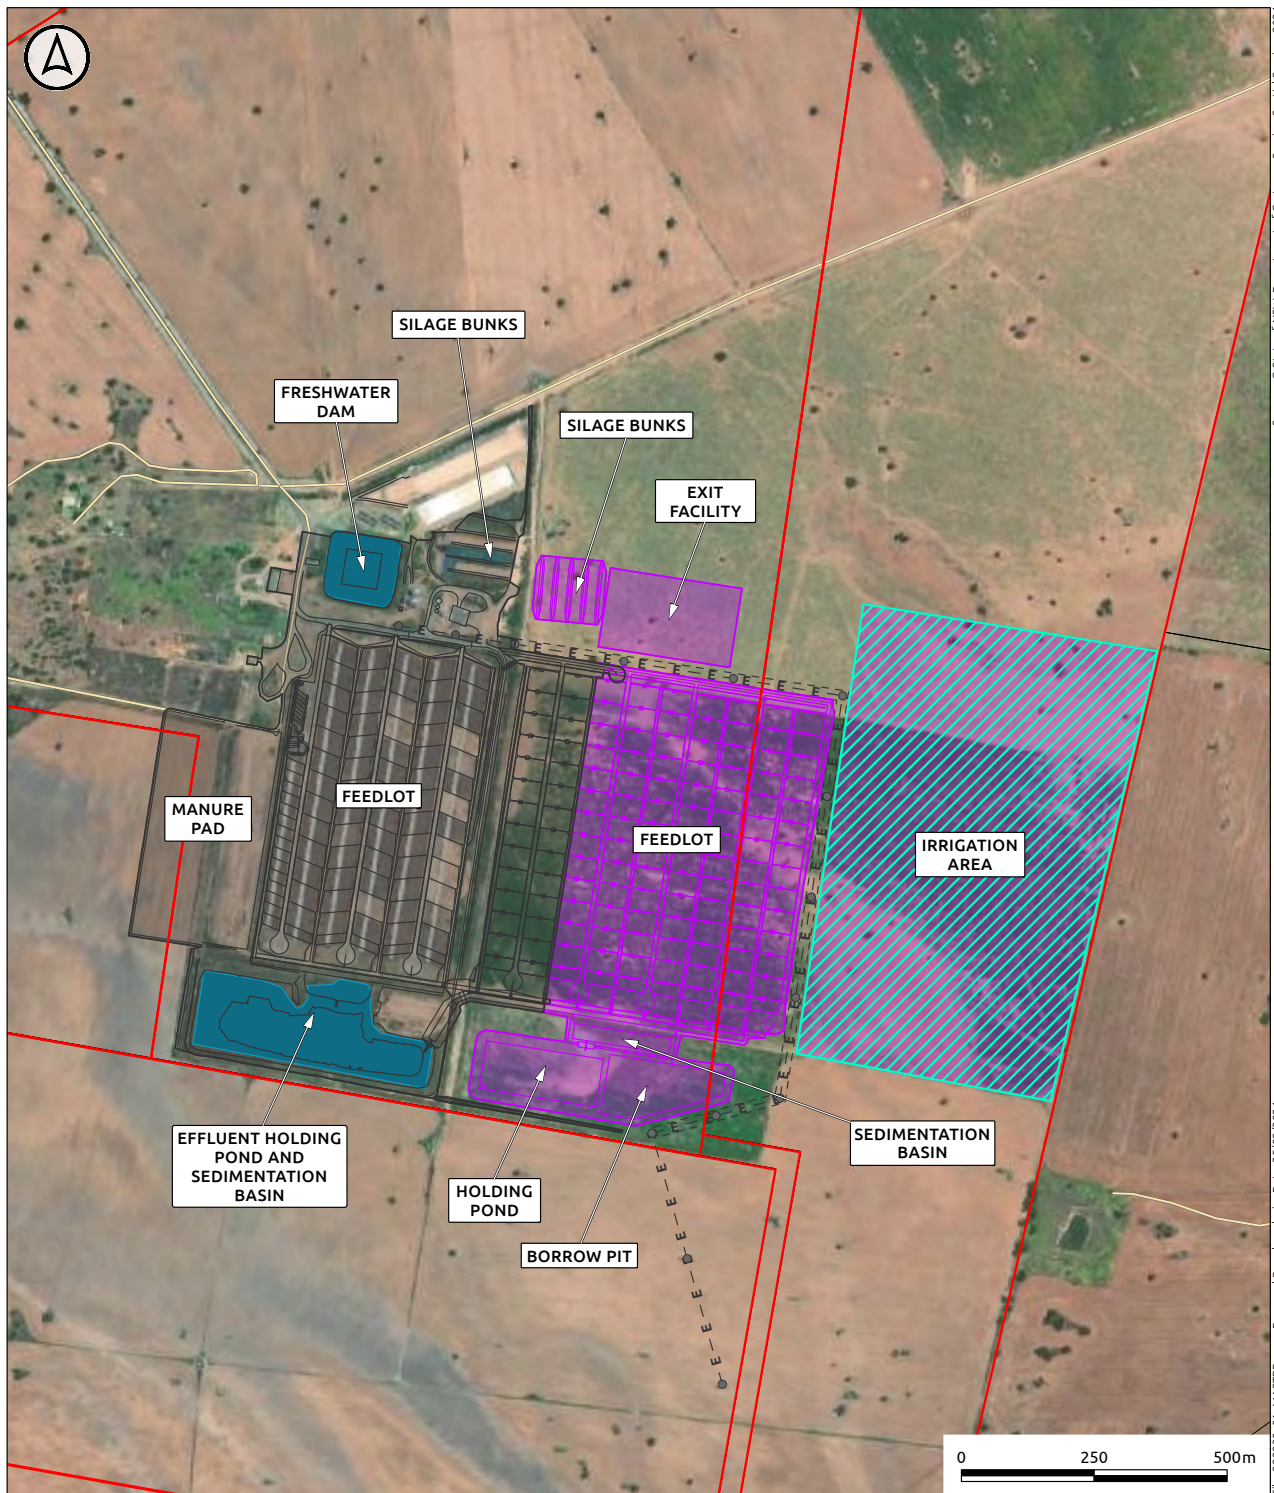 SILAGE BUNKS
FRESHWATER
DAM
SILAGE BUNKS
EXIT
FACILITY
E E E E E E E E E E
FEEDLOT
MANURE
PAD
FEEDLOT
IRRIGATION
AREA
E E E E E E E
EFFLUENT HOLDING
POND AND
SEDIMENTATION
BASIN
SEDIMENTATION
BASIN
HOLDING
POND
BORROW PIT
E E E E E E
0 250 500m